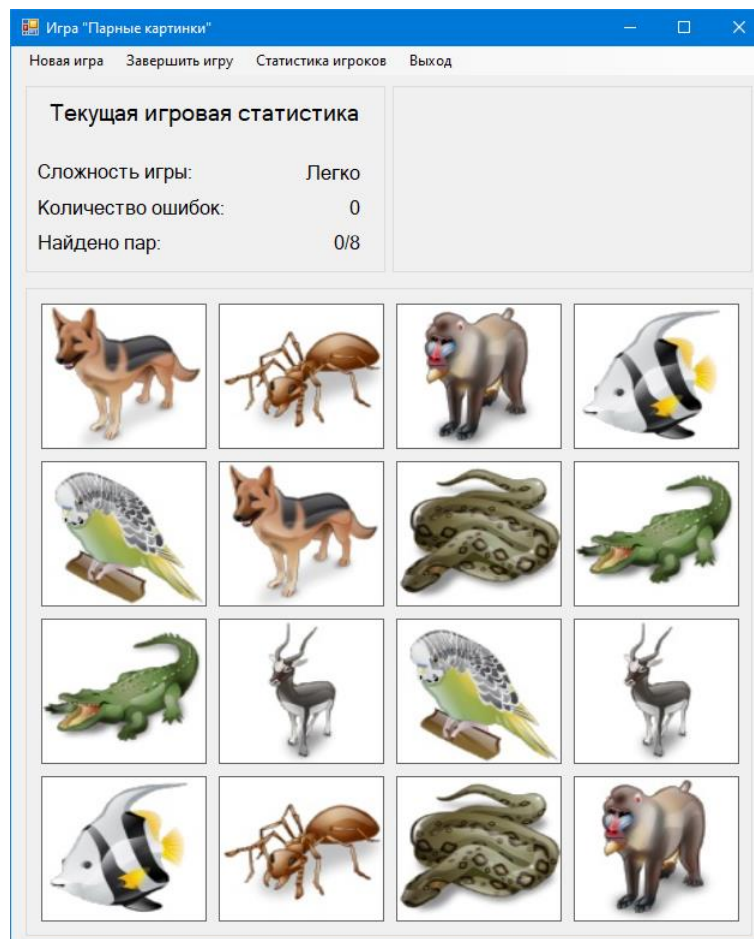 Игра "Парные картинки"
Новая игра Завершить игру Статистика игроков Выход
Текущая игровая статистика
Сложность игры: Легко
Количество ошибок: 0
Найдено пар: 0/8